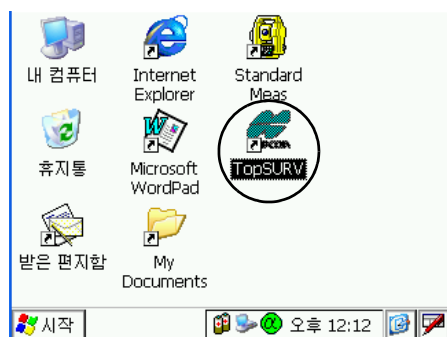 내 컴퓨터
Internet
Explorer
Standard
Meas
휴지통
Microsoft
WordPad
TOPCON
TopSURV
받은 편지함
My
Documents
시작
오후 12:12